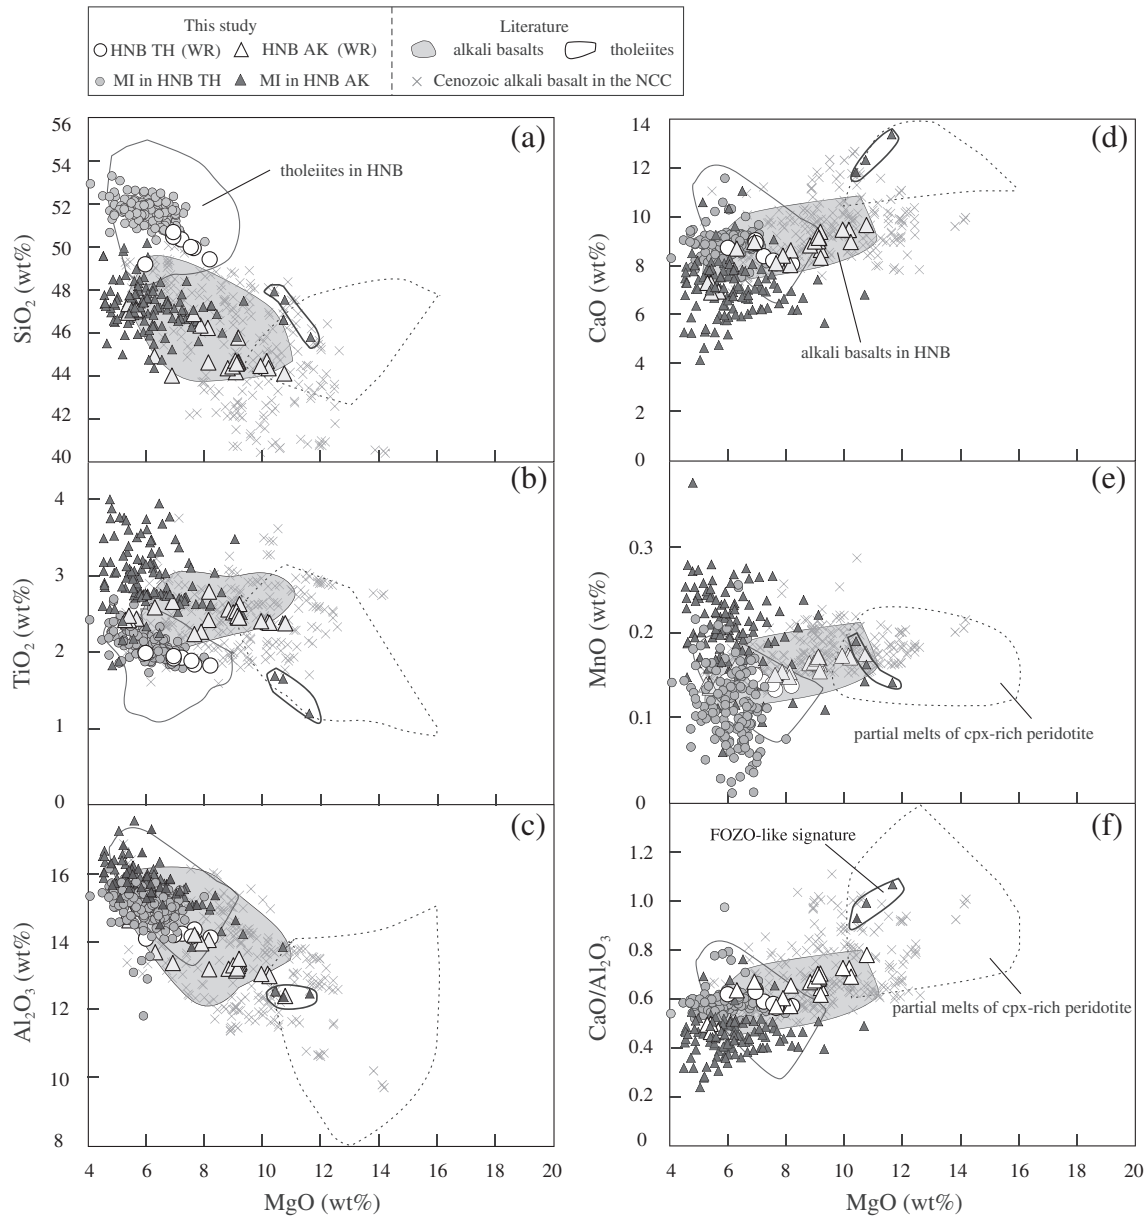 This study
Literature
HNB TH (WR)
HNB AK (WR)
alkali basalts
tholeiites
MI in HNB TH
MI in HNB AK
Cenozoic alkali basalt in the NCC
(a)
SiO2 (wt%)
56
54
52
50
48
46
44
42
40
tholeiites in HNB
(b)
TiO2 (wt%)
4
3
2
1
0
(c)
Al2O3 (wt%)
16
14
12
10
8
4
6
8
10
12
14
16
18
20
MgO (wt%)
(d)
CaO (wt%)
14
12
10
8
6
4
2
0
alkali basalts in HNB
(e)
MnO (wt%)
0.3
0.2
0.1
0
partial melts of cpx-rich peridotite
(f)
CaO/Al2O3
1.2
1.0
0.8
0.6
0.4
0.2
0
FOZO-like signature
partial melts of cpx-rich peridotite
4
6
8
10
12
14
16
18
20
MgO (wt%)